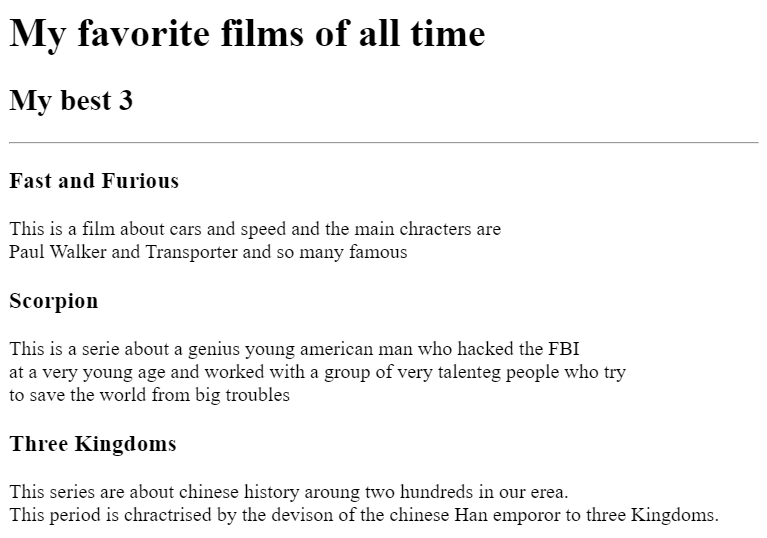 My favorite films of all time
My best 3
Fast and Furious
This is a film about cars and speed and the main chracters are
Paul Walker and Transporter and so many famous
Scorpion
This is a serie about a genius young american man who hacked the FBI
at a very young age and worked with a group of very talenteg people who try
to save the world from big troubles
Three Kingdoms
This series are about chinese history aroung two hundreds in our erea.
This period is chractrised by the devison of the chinese Han emporor to three Kingdoms.